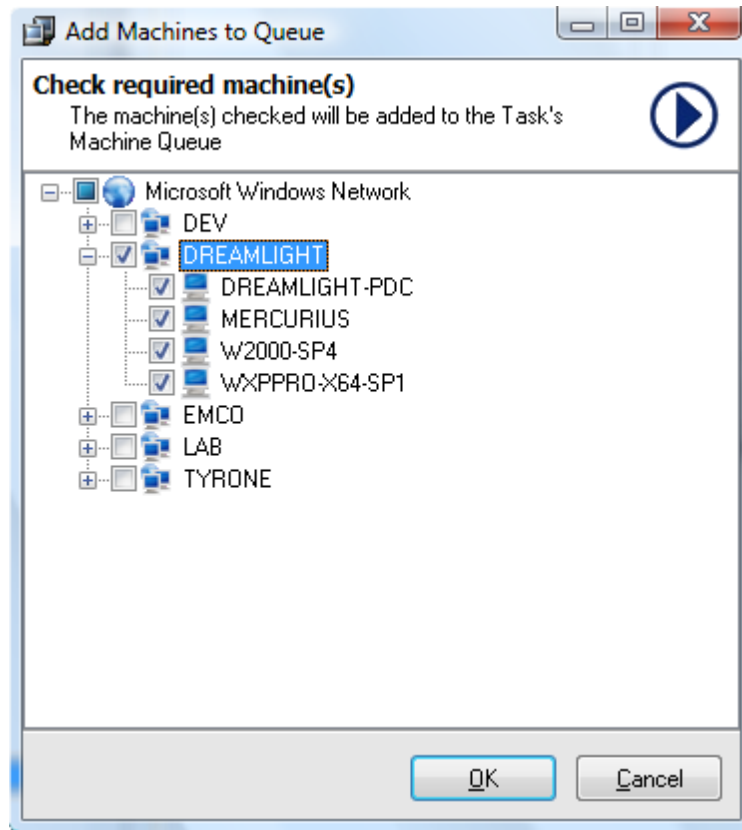 Add Machines to Queue
Check required machine(s)
The machine(s) checked will be added to the Task's
Machine Queue
Microsoft Windows Network
DEV
DREAMLIGHT
DREAMLIGHT-PDC
MERCURIUS
W2000-SP4
WXPPRO-X64-SP1
EMCO
LAB
TYRONE
OK Cancel